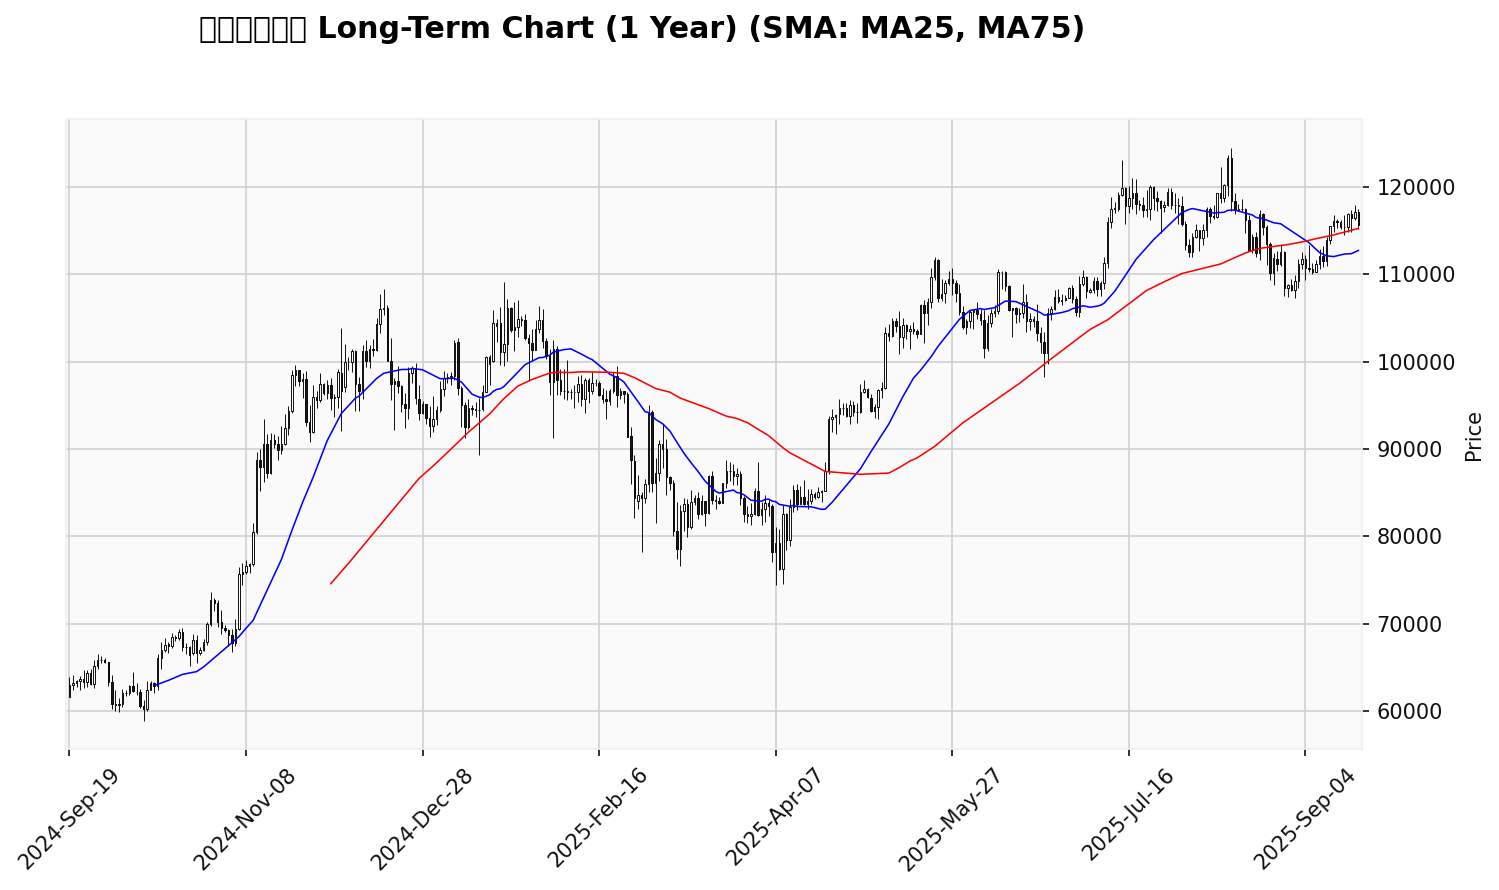 Long-Term Chart (1 Year) (SMA: MA25, MA75)
120000
110000
100000
90000
80000
70000
60000
Price
2024-Sep-19
2024-Nov-08
2024-Dec-28
2025-Feb-16
2025-Apr-07
2025-May-27
2025-Jul-16
2025-Sep-04